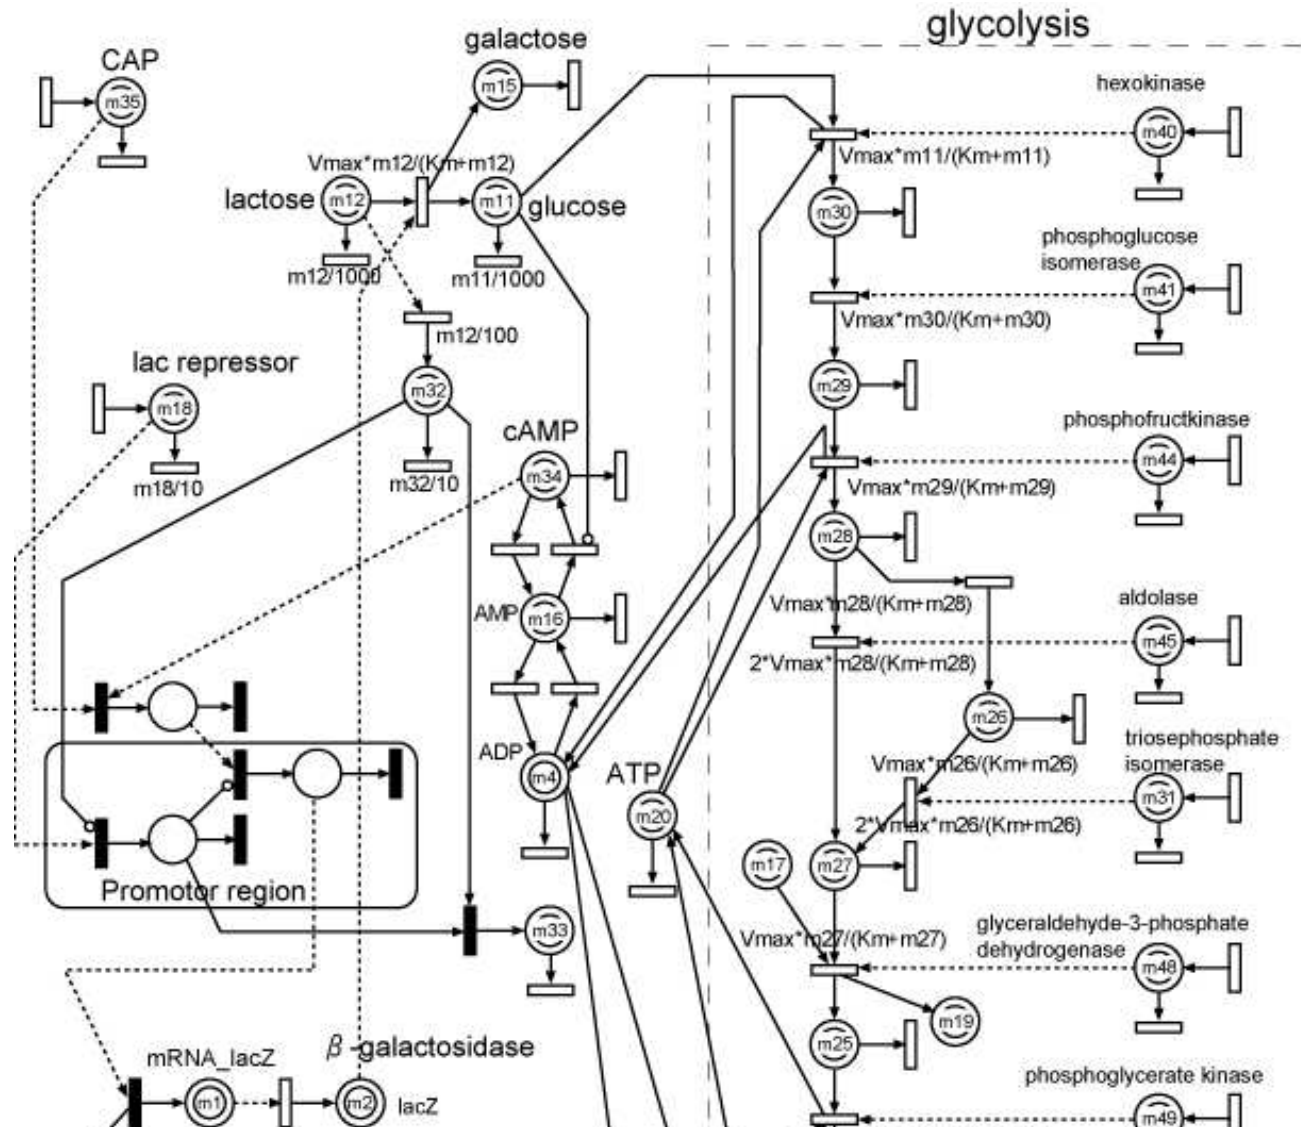 glycolysis
galactose
CAP
m15
hexokinase
m35
m40
Vmax*m12/(Km+m12)
Vmax*m11/(Km+m11)
lactose
m12
m11
glucose
m30
phosphoglucose
isomerase
m12/1000
m11/1000
m41
Vmax*m30/(Km+m30)
m12/100
lac repressor
m32
m29
m18
phosphofructkinase
cAMP
m44
m18/10
m32/10
m34
Vmax*m29/(Km+m29)
m28
aldolase
Vmax*m28/(Km+m28)
AMP
m16
m45
2*Vmax*m28/(Km+m28)
m26
triosephosphate
isomerase
ADP
m4
ATP
Vmax*m26/(Km+m26)
m31
m20
2*Vmax*m26/(Km+m26)
m17
m27
Promotor region
m33
glyceraldehyde-3-phosphate
dehydrogenase
Vmax*m27/(Km+m27)
m48
m19
m25
mRNA_lacZ
β-galactosidase
phosphoglycerate kinase
m1
m2
lacZ
m49